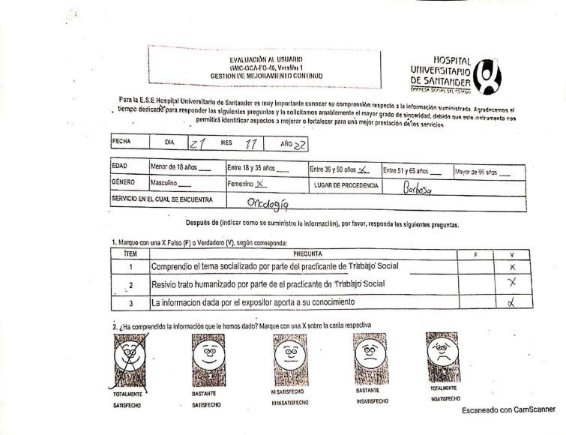 EVALUACIÓN AL USUARIO
GMC-GCA-FO-46, Versión 1
GESTION DE MEJORAMIENTO CONTINUO
HOSPITAL
UNIVERSITARIO
DE SANTANDER
EMPRESA SOCIAL DEL ESTADO
Para la E.S.E Hospital Universitario de Santander es muy importante conocer su comprensión respecto a la información suministrada. Agradecemos el
tiempo dedicado para responder las siguientes preguntas y le solicitamos amablemente el mayor grado de sinceridad, debido que este instrumento nos
permitirá identificar aspectos a mejorar o fortalecer para una mejor prestación de los servicios.
FECHA DIA 21 MES 11 AÑO 22
EDAD Menor de 18 años ___ Entre 18 y 35 años ___ Entre 36 y 50 años X Entre 51 y 65 años ___ Mayor de 65 años ___
GÉNERO Masculino ___ Femenino X LUGAR DE PROCEDENCIA Barbosa
SERVICIO EN EL CUAL SE ENCUENTRA Oncología
Después de (indicar como se suministro la información), por favor, responda las siguientes preguntas.
1. Marque con una X Falso (F) o Verdadero (V), según corresponda:
ÍTEM PREGUNTA F V
1 Comprendio el tema socializado por parte del practicante de Trabajo Social X
2 Resivio trato humanizado por parte de el practicante de Trabajo Social X
3 La informacion dada por el expositor aporta a su conocimiento X
2. ¿Ha comprendido la información que le hemos dado? Marque con una X sobre la carita respectiva
TOTALMENTE SATISFECHO
BASTANTE SATISFECHO
NI SATISFECHO NI INSATISFECHO
BASTANTE INSATISFECHO
TOTALMENTE INSATISFECHO
Escaneado con CamScanner